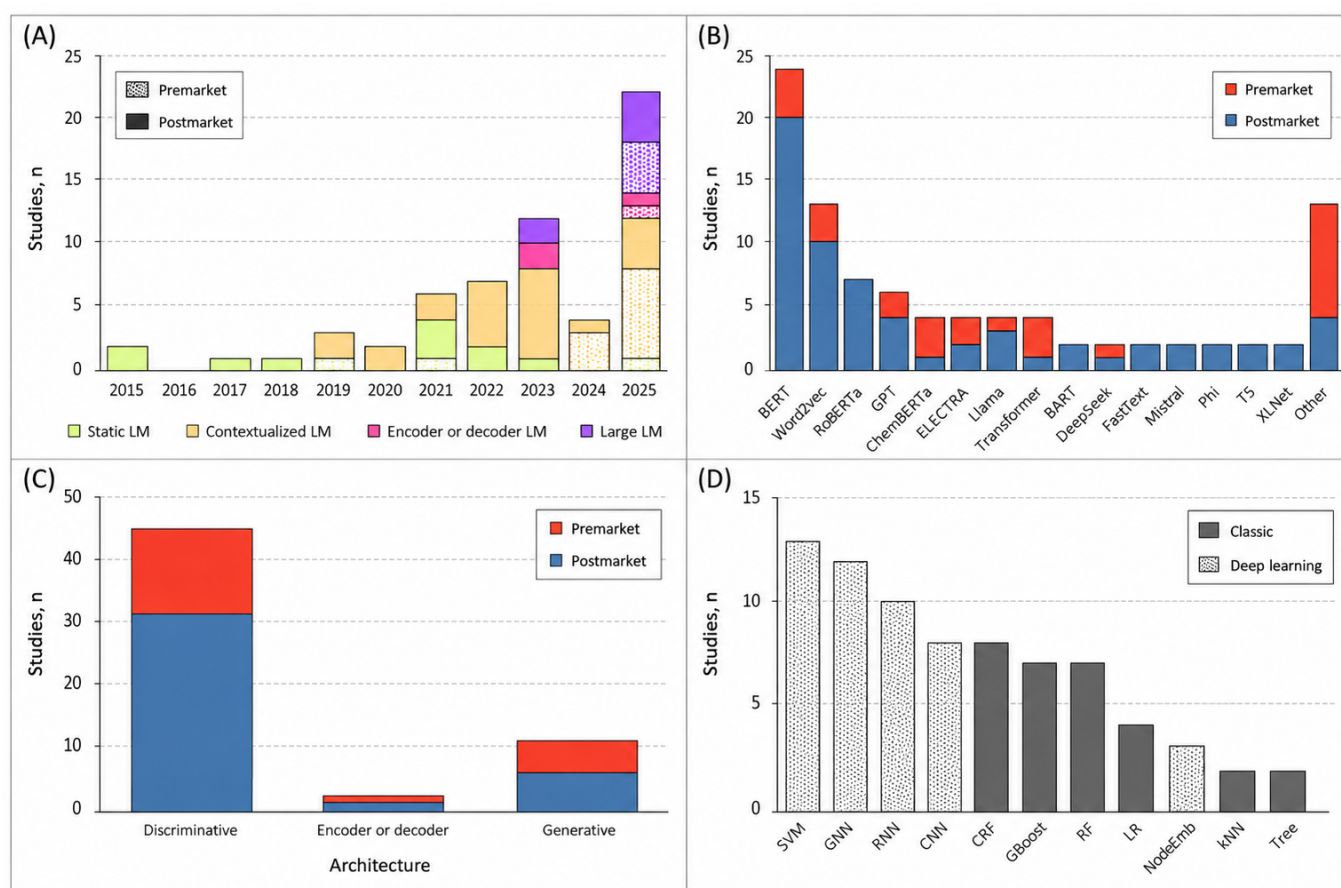 (A)
25
20
15
10
5
0
Studies, n
Premarket
Postmarket
2015 2016 2017 2018 2019 2020 2021 2022 2023 2024 2025
Static LM Contextualized LM Encoder or decoder LM Large LM
(B)
25
20
15
10
5
0
Studies, n
Premarket
Postmarket
BERT Word2vec RoBERTa GPT ChemBERTa ELECTRA Llama Transformer BART DeepSeek FastText Mistral Phi T5 XLNet Other
(C)
50
40
30
20
10
0
Studies, n
Premarket
Postmarket
Discriminative Encoder or decoder Generative
Architecture
(D)
15
10
5
0
Studies, n
Classic
Deep learning
SVM GNN RNN CNN CRF GBoost RF LR NodeEmb kNN Tree